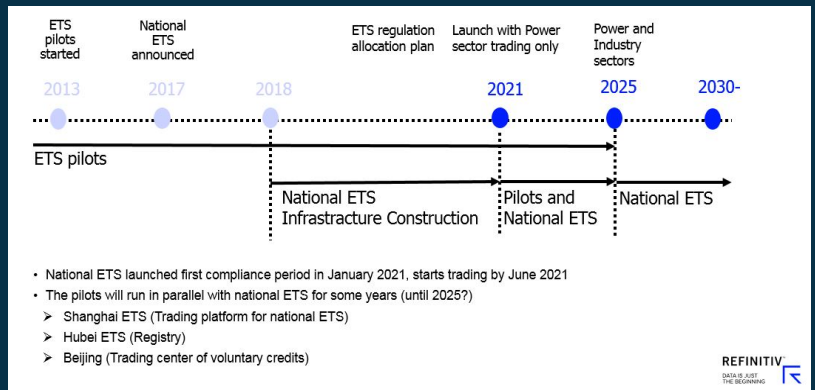 ETS
pilots
started
National
ETS
announced
ETS regulation
allocation plan
Launch with Power
sector trading only
Power and
Industry
sectors
2013
2017
2018
2021
2025
2030-
ETS pilots
National ETS
Infrastracture Construction
Pilots and
National ETS
National ETS
• National ETS launched first compliance period in January 2021, starts trading by June 2021
• The pilots will run in parallel with national ETS for some years (until 2025?)
➢ Shanghai ETS (Trading platform for national ETS)
➢ Hubei ETS (Registry)
➢ Beijing (Trading center of voluntary credits)
REFINITIV
DATA IS JUST
THE BEGINNING